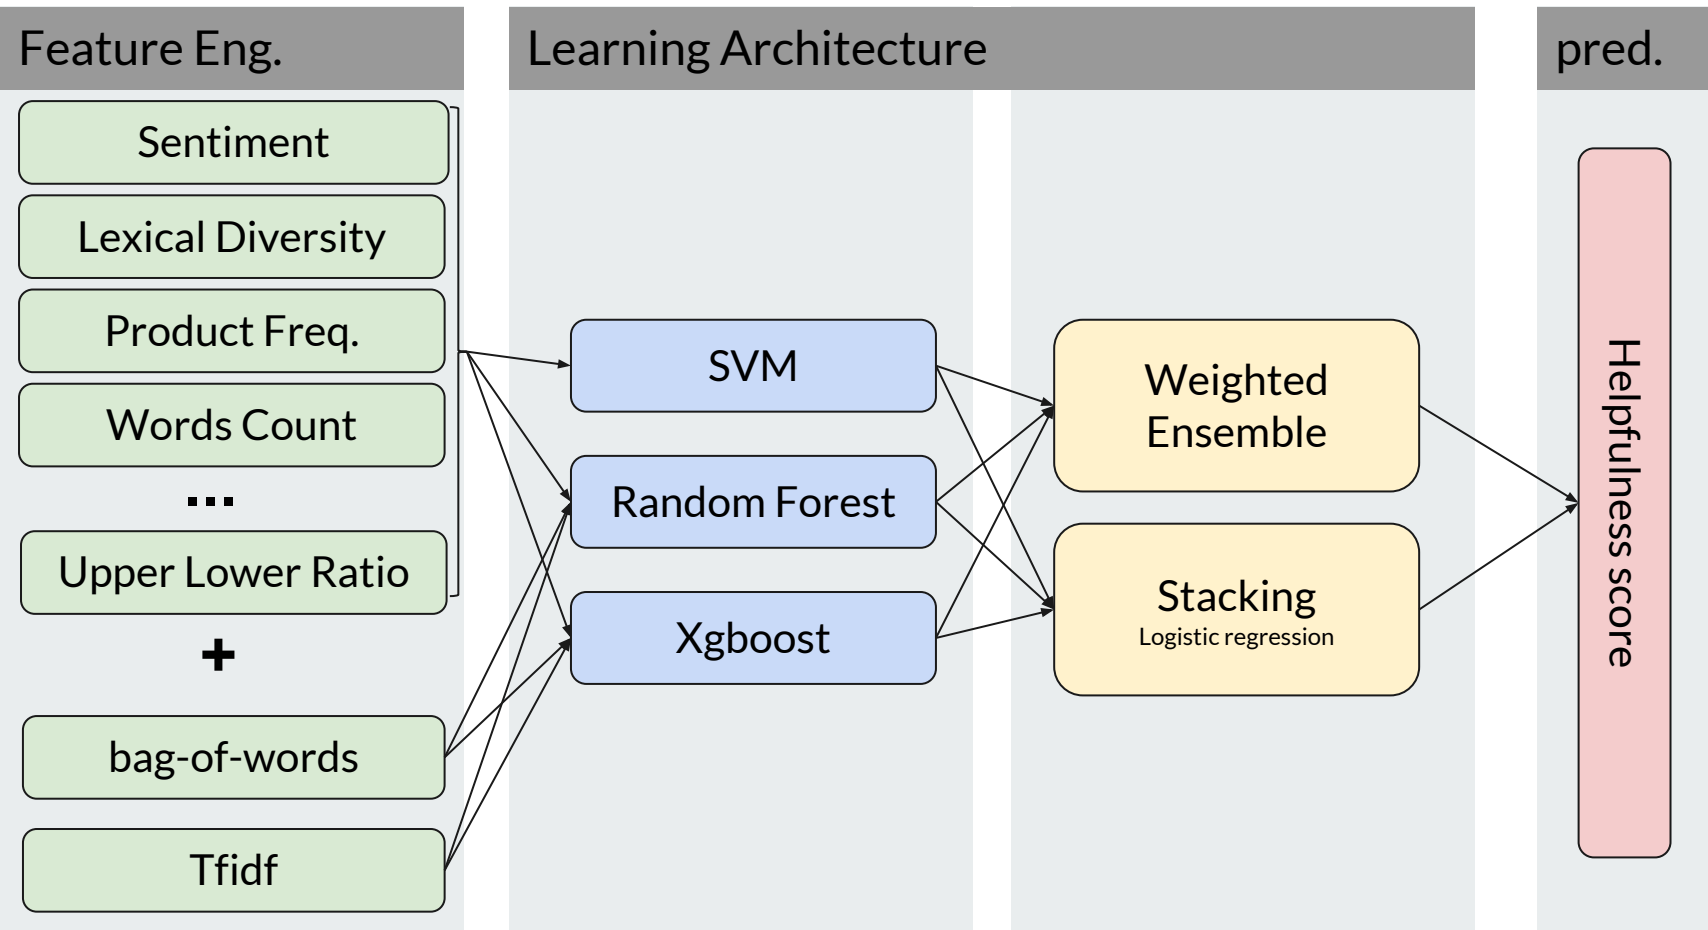 Feature Eng.
Sentiment
Lexical Diversity
Product Freq.
Words Count
...
Upper Lower Ratio
+
bag-of-words
Tfidf
Learning Architecture
SVM
Random Forest
Xgboost
Weighted
Ensemble
Stacking
Logistic regression
pred.
Helpfulness score